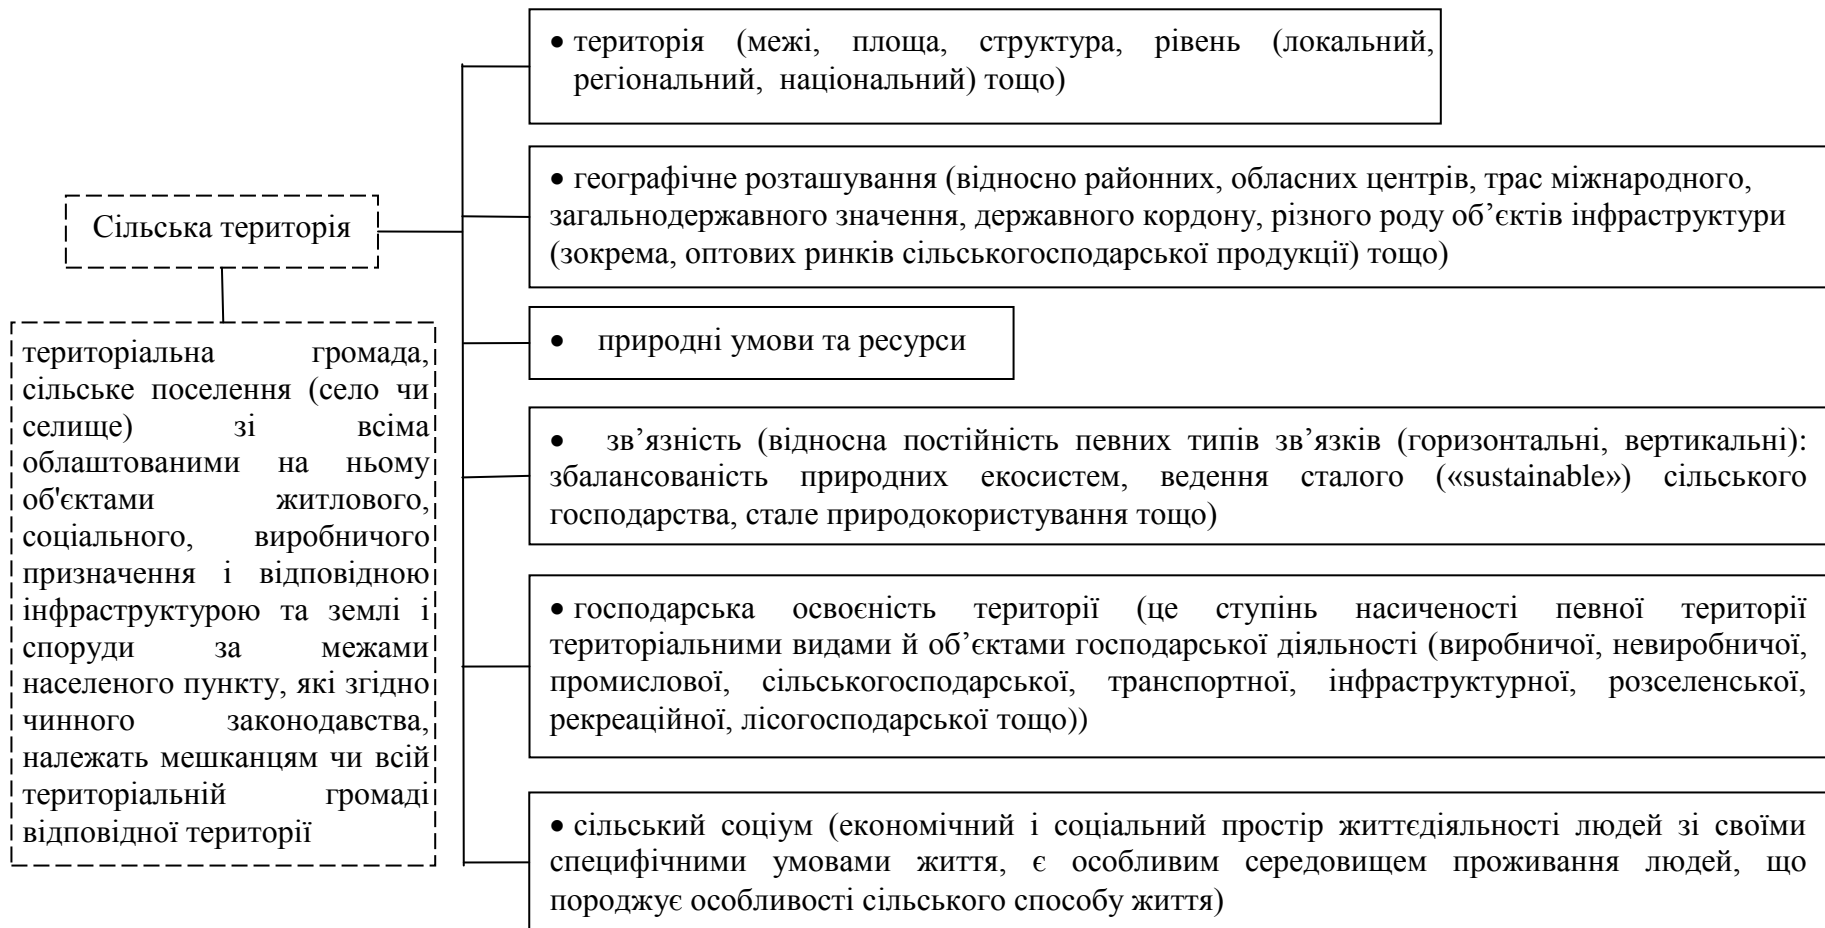 • територія (межі, площа, структура, рівень (локальний,
регіональний, національний) тощо)
• географічне розташування (відносно районних, обласних центрів, трас міжнародного,
загальнодержавного значення, державного кордону, різного роду об’єктів інфраструктури
(зокрема, оптових ринків сільськогосподарської продукції) тощо)
Сільська територія
• природні умови та ресурси
територіальна громада,
сільське поселення (село чи
селище) зі всіма
облаштованими на ньому
об'єктами житлового,
соціального, виробничого
призначення і відповідною
інфраструктурою та землі і
споруди за межами
населеного пункту, які згідно
чинного законодавства,
належать мешканцям чи всій
територіальній громаді
відповідної території
• зв’язність (відносна постійність певних типів зв’язків (горизонтальні, вертикальні):
збалансованість природних екосистем, ведення сталого («sustainable») сільського
господарства, стале природокористування тощо)
• господарська освоєність території (це ступінь насиченості певної території
територіальними видами й об’єктами господарської діяльності (виробничої, невиробничої,
промислової, сільськогосподарської, транспортної, інфраструктурної, розселенської,
рекреаційної, лісогосподарської тощо))
• сільський соціум (економічний і соціальний простір життєдіяльності людей зі своїми
специфічними умовами життя, є особливим середовищем проживання людей, що
породжує особливості сільського способу життя)